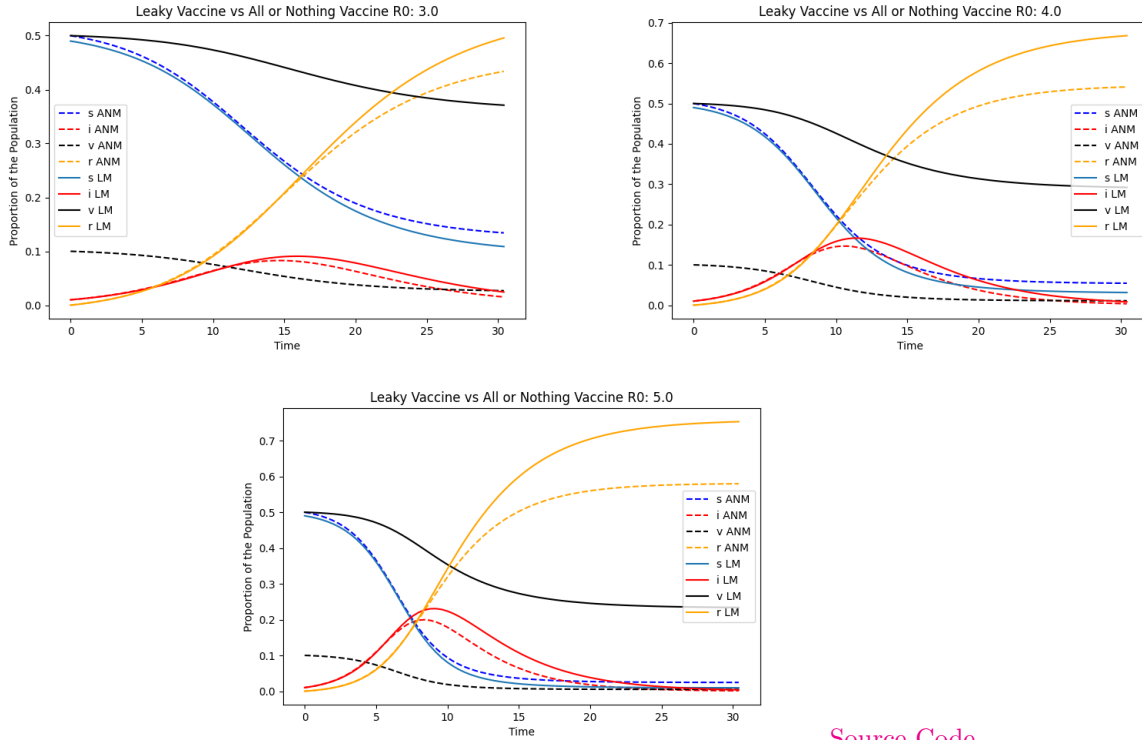 Leaky Vaccine vs All or Nothing Vaccine R0: 3.0
Proportion of the Population
0.5
0.4
0.3
0.2
0.1
0.0
s ANM
i ANM
v ANM
r ANM
s LM
i LM
v LM
r LM
0 5 10 15 20 25 30
Time
Leaky Vaccine vs All or Nothing Vaccine R0: 4.0
Proportion of the Population
0.7
0.6
0.5
0.4
0.3
0.2
0.1
0.0
s ANM
i ANM
v ANM
r ANM
s LM
i LM
v LM
r LM
0 5 10 15 20 25 30
Time
Leaky Vaccine vs All or Nothing Vaccine R0: 5.0
Proportion of the Population
0.7
0.6
0.5
0.4
0.3
0.2
0.1
0.0
s ANM
i ANM
v ANM
r ANM
s LM
i LM
v LM
r LM
0 5 10 15 20 25 30
Time
Source Code